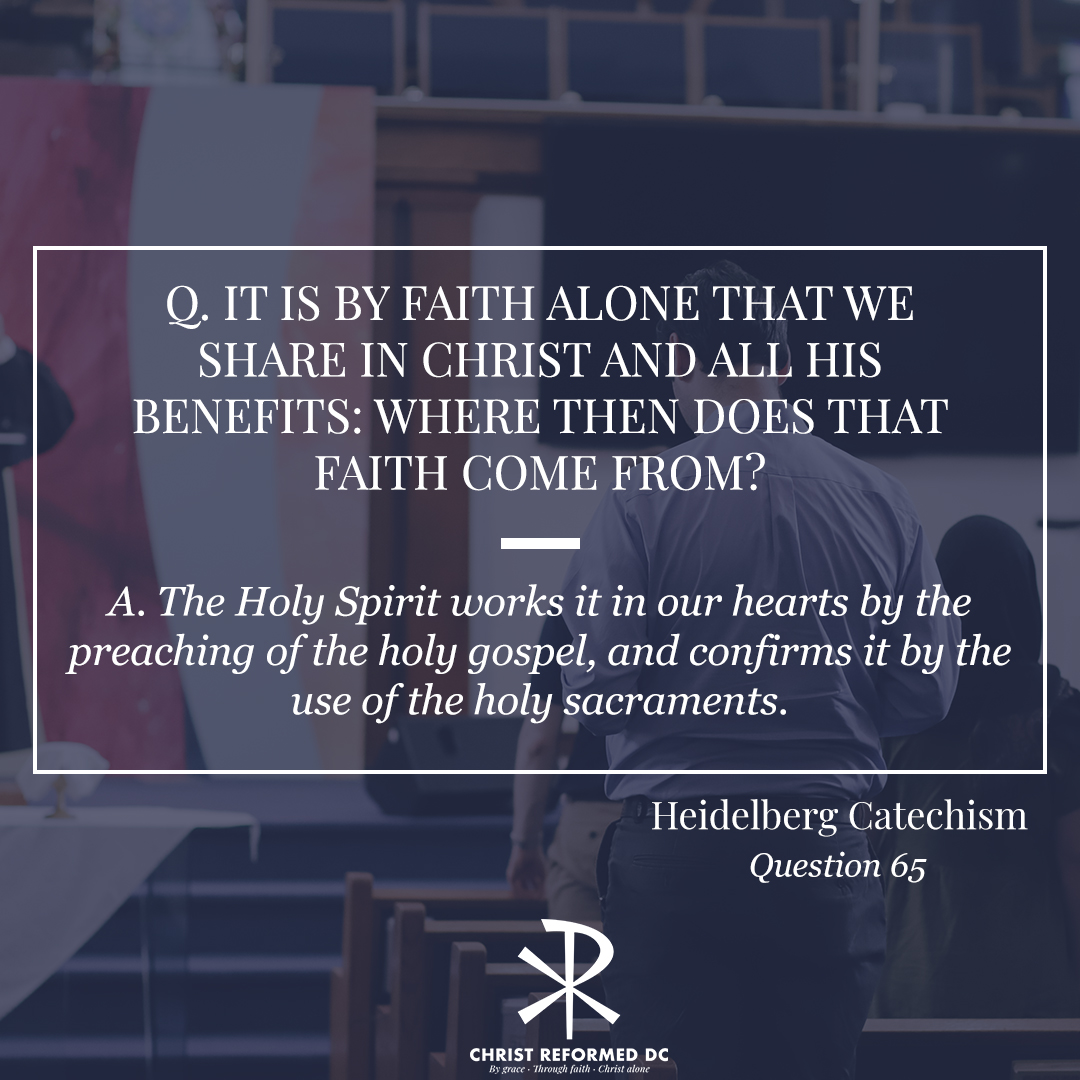 Q. IT IS BY FAITH ALONE THAT WE
SHARE IN CHRIST AND ALL HIS
BENEFITS: WHERE THEN DOES THAT
FAITH COME FROM?
A. The Holy Spirit works it in our hearts by the
preaching of the holy gospel, and confirms it by the
use of the holy sacraments.
Heidelberg Catechism
Question 65
CHRIST REFORMED DC
By grace · Through faith · Christ alone